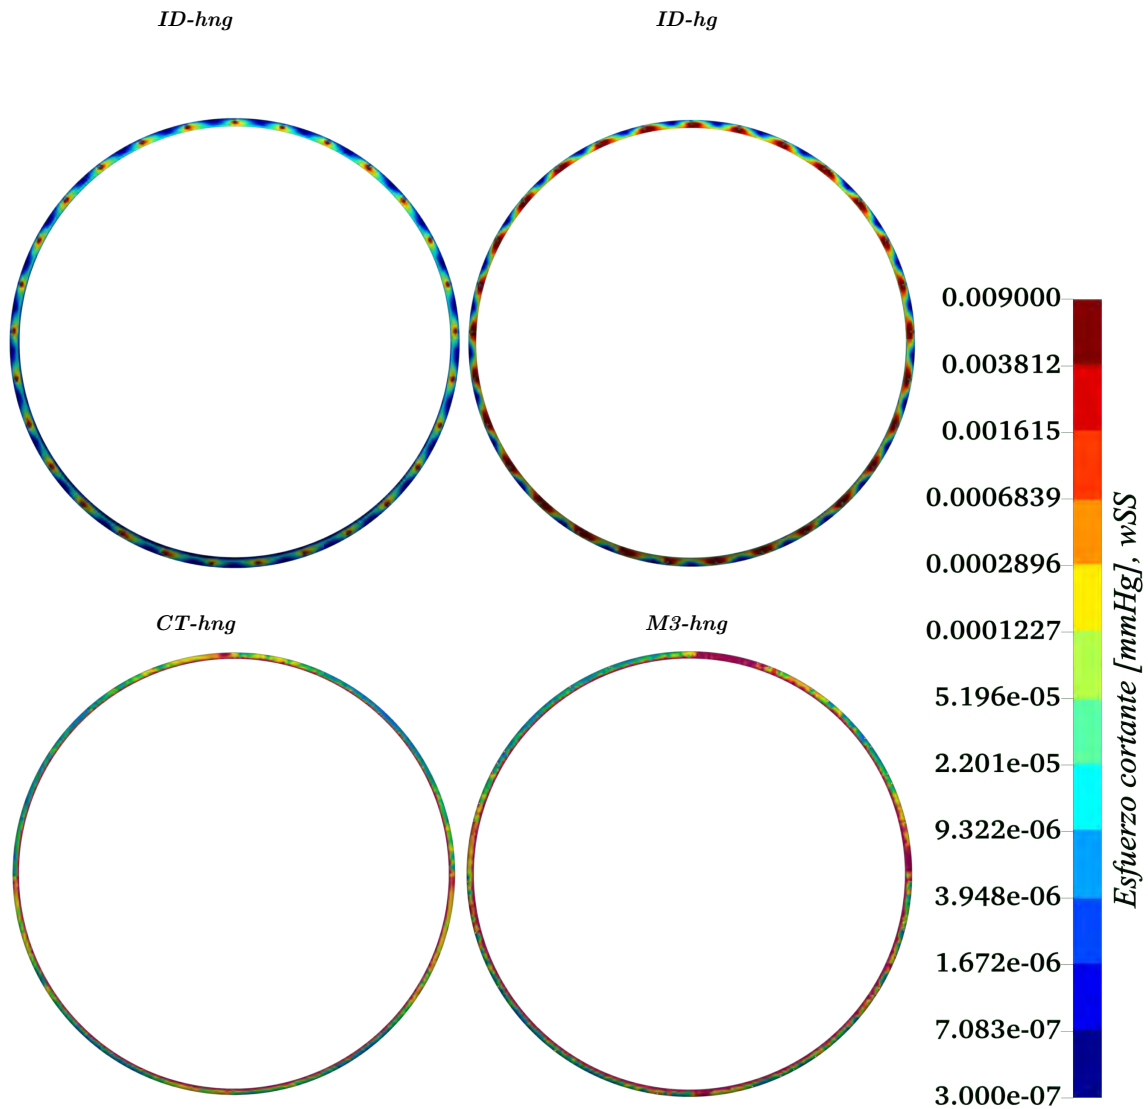 ID-hng
ID-hg
CT-hng
M3-hng
0.009000
0.003812
0.001615
0.0006839
0.0002896
0.0001227
5.196e-05
2.201e-05
9.322e-06
3.948e-06
1.672e-06
7.083e-07
3.000e-07
Esfuerzo cortante [mmHg], wSS